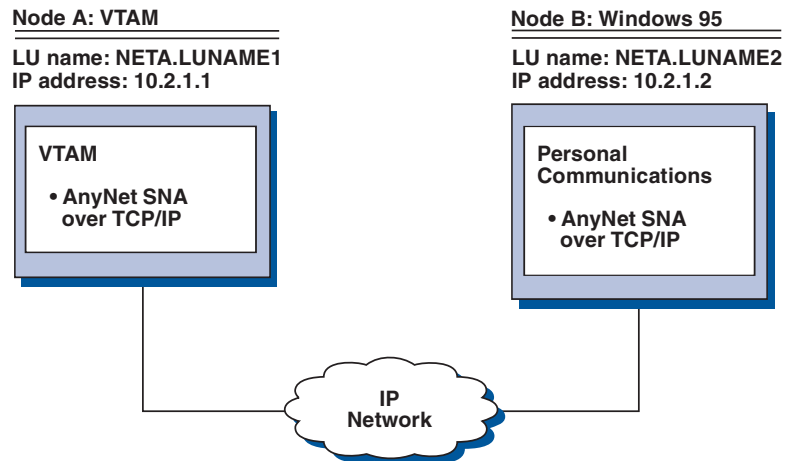 Node A: VTAM
LU name: NETA.LUNAME1
IP address: 10.2.1.1
VTAM
• AnyNet SNA
over TCP/IP
Node B: Windows 95
LU name: NETA.LUNAME2
IP address: 10.2.1.2
Personal
Communications
• AnyNet SNA
over TCP/IP
IP
Network